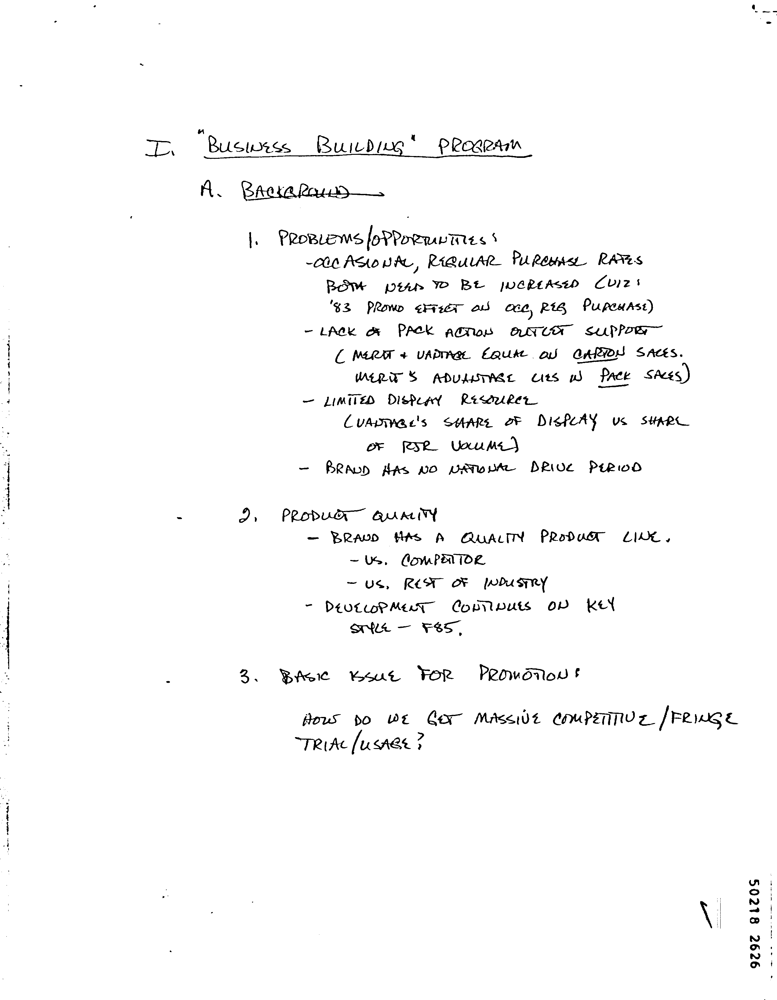 I. "BUSINESS BUILDING" PROGRAM
A. BACKGROUND
1. PROBLEMS/OPPORTUNITIES:
-OCCASIONAL, REGULAR PURCHASE RATES
BOTH NEED TO BE INCREASED (VIZ:
'83 PROMO EFFECT ON OCC, REG PURCHASE)
- LACK OF PACK ACTION OUTLET SUPPORT
(MERIT + VANTAGE EQUAL ON CARTON SALES.
MERIT'S ADVANTAGE LIES IN PACK SALES)
- LIMITED DISPLAY RESOURCE
(VANTAGE'S SHARE OF DISPLAY VS SHARE
OF RJR VOLUME)
- BRAND HAS NO NATIONAL DRIVE PERIOD
2. PRODUCT QUALITY
- BRAND HAS A QUALITY PRODUCT LINE.
- VS. COMPETITOR
- VS. REST OF INDUSTRY
- DEVELOPMENT CONTINUES ON KEY
STYLE - F85.
3. BASIC ISSUE FOR PROMOTION:
HOW DO WE GET MASSIVE COMPETITIVE/FRINGE
TRIAL/USAGE?
50218 2626